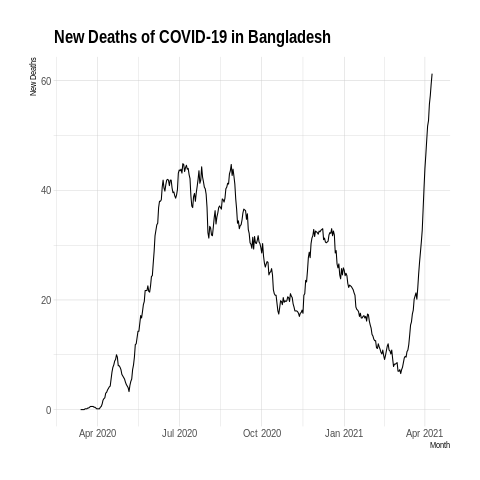 New Deaths of COVID-19 in Bangladesh
New Deaths
60
40
20
0
Apr 2020 Jul 2020 Oct 2020 Jan 2021 Apr 2021
Month